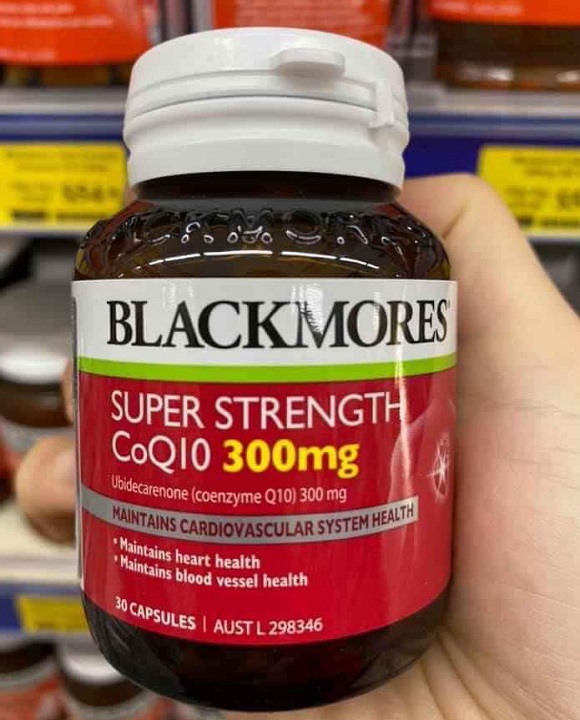 BLACKMORES
SUPER STRENGTH
CoQ10 300mg
Ubidecarenone (coenzyme Q10) 300 mg
MAINTAINS CARDIOVASCULAR SYSTEM HEALTH
• Maintains heart health
• Maintains blood vessel health
30 CAPSULES | AUST L 298346